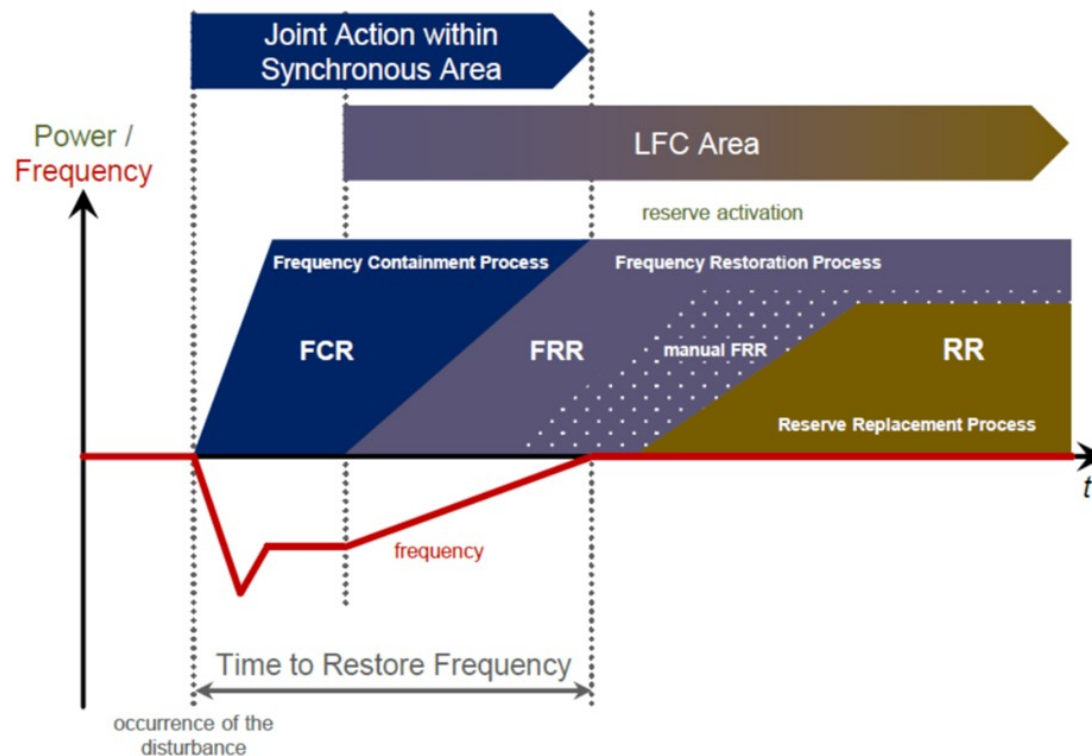 Joint Action within
Synchronous Area
LFC Area
Power /
Frequency
reserve activation
Frequency Containment Process
Frequency Restoration Process
FCR
FRR
manual FRR
RR
Reserve Replacement Process
t
frequency
Time to Restore Frequency
occurrence of the
disturbance